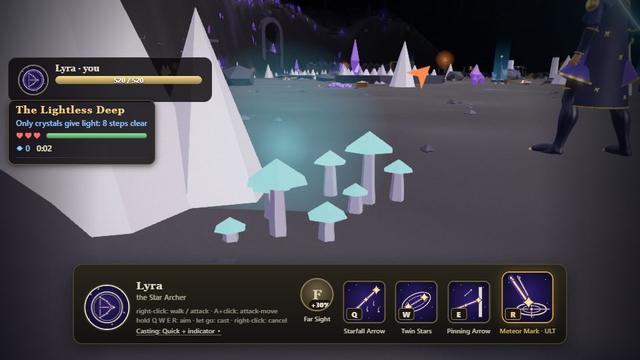 Lyra · you
520 / 520
The Lightless Deep
Only crystals give light: 8 steps clear
0 0:02
Lyra
the Star Archer
right-click: walk / attack · A+click: attack-move
hold Q W E R: aim · let go: cast · right-click: cancel
Casting: Quick + indicator
F
+30%
Far Sight
Q
Starfall Arrow
W
Twin Stars
E
Pinning Arrow
R
Meteor Mark · ULT